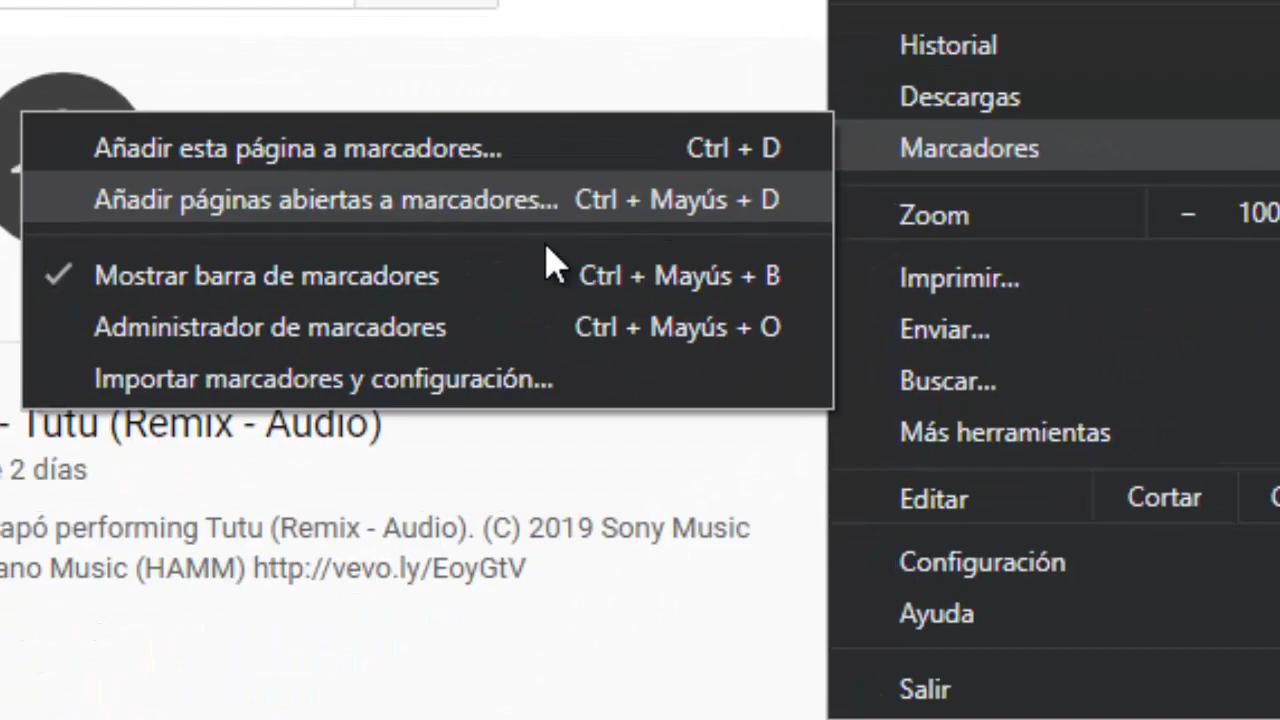 Historial
Descargas
Marcadores
Zoom − 100
Imprimir...
Enviar...
Buscar...
Más herramientas
Editar Cortar
Configuración
Ayuda
Salir
Añadir esta página a marcadores... Ctrl + D
Añadir páginas abiertas a marcadores... Ctrl + Mayús + D
Mostrar barra de marcadores Ctrl + Mayús + B
Administrador de marcadores Ctrl + Mayús + O
Importar marcadores y configuración...
- Tutu (Remix - Audio)
2 días
apó performing Tutu (Remix - Audio). (C) 2019 Sony Music
ano Music (HAMM) http://vevo.ly/EoyGtV